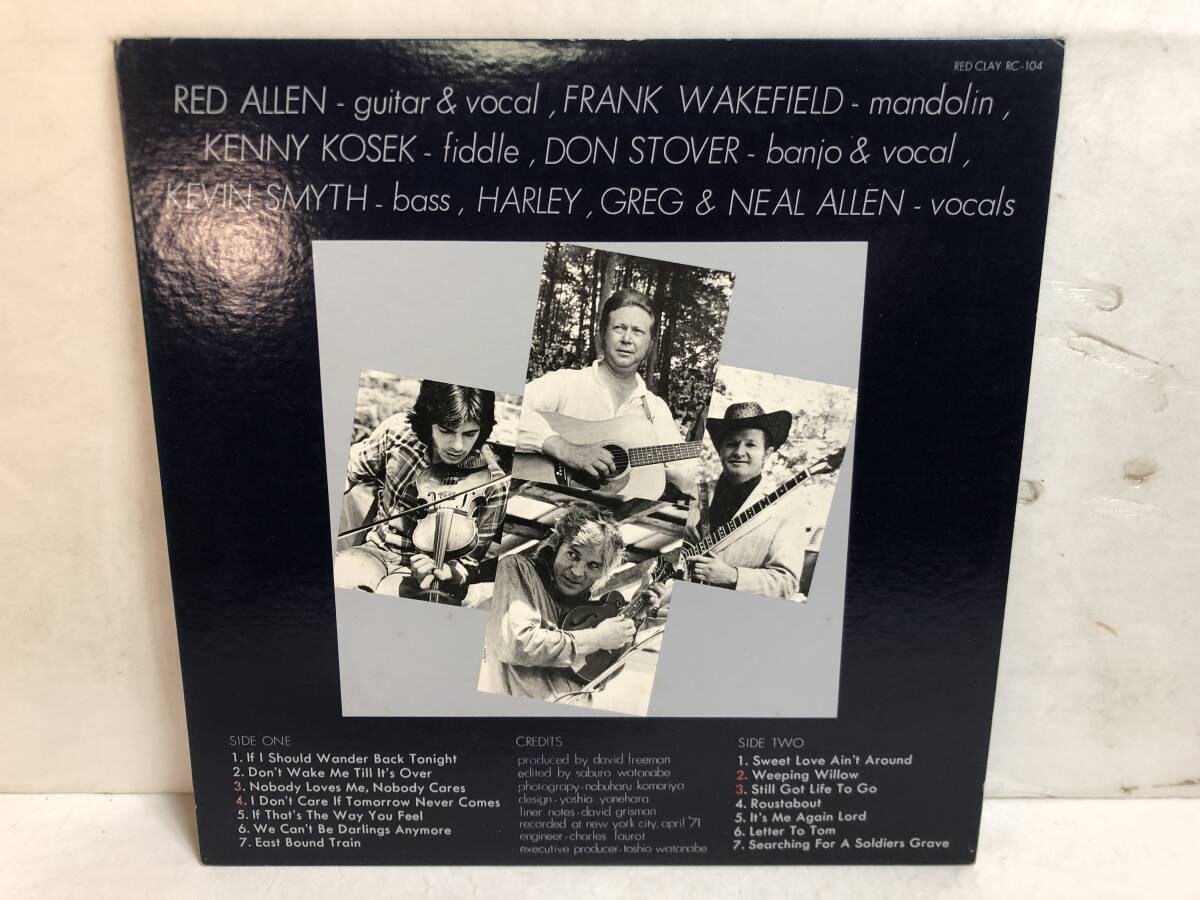 RED CLAY RC-104
RED ALLEN - guitar & vocal , FRANK WAKEFIELD - mandolin ,
KENNY KOSEK - fiddle , DON STOVER - banjo & vocal ,
KEVIN SMYTH - bass , HARLEY , GREG & NEAL ALLEN - vocals
SIDE ONE
1. If I Should Wander Back Tonight
2. Don't Wake Me Till It's Over
3. Nobody Loves Me, Nobody Cares
4. I Don't Care If Tomorrow Never Comes
5. If That's The Way You Feel
6. We Can't Be Darlings Anymore
7. East Bound Train
CREDITS
produced by david freeman
edited by saburo watanabe
photograpy-nobuharu komoriya
design-yoshio yonehara
liner notes-david grisman
recorded at new york city, april '71
engineer-charles faurot
executive producer-toshio watanabe
SIDE TWO
1. Sweet Love Ain't Around
2. Weeping Willow
3. Still Got Life To Go
4. Roustabout
5. It's Me Again Lord
6. Letter To Tom
7. Searching For A Soldiers Grave